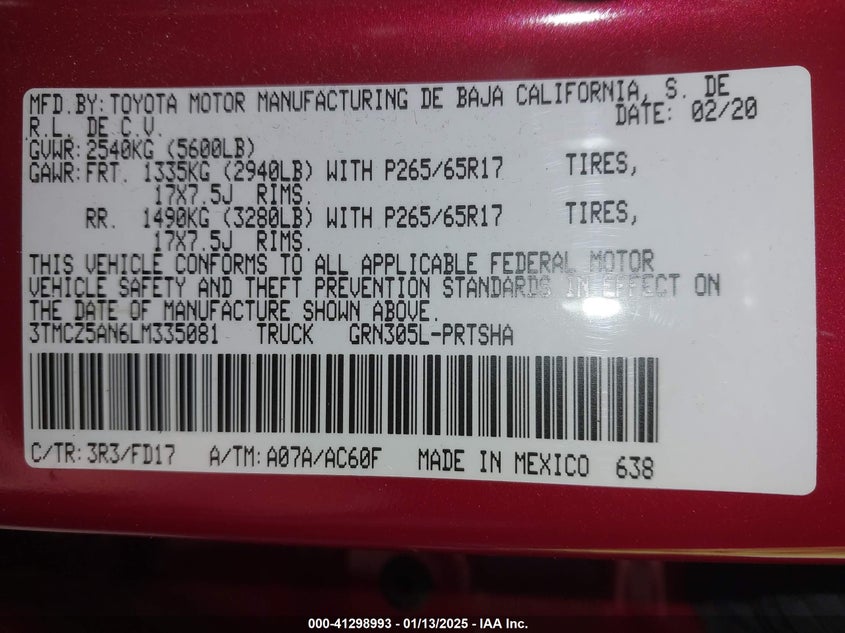 MFD.BY: TOYOTA MOTOR MANUFACTURING DE BAJA CALIFORNIA, S. DE
R.L. DE C.V. DATE: 02/20
GVWR: 2540KG (5600LB)
GAWR: FRT. 1335KG (2940LB) WITH P265/65R17 TIRES,
17X7.5J RIMS.
RR. 1490KG (3280LB) WITH P265/65R17 TIRES,
17X7.5J RIMS.
THIS VEHICLE CONFORMS TO ALL APPLICABLE FEDERAL MOTOR
VEHICLE SAFETY AND THEFT PREVENTION STANDARDS IN EFFECT ON
THE DATE OF MANUFACTURE SHOWN ABOVE.
3TMCZ5AN6LM335081 TRUCK GRN305L-PRTSHA
C/TR: 3R3/FD17 A/TM: A07A/AC60F MADE IN MEXICO 638
000-41298993 — 01/13/2025 — IAA Inc.